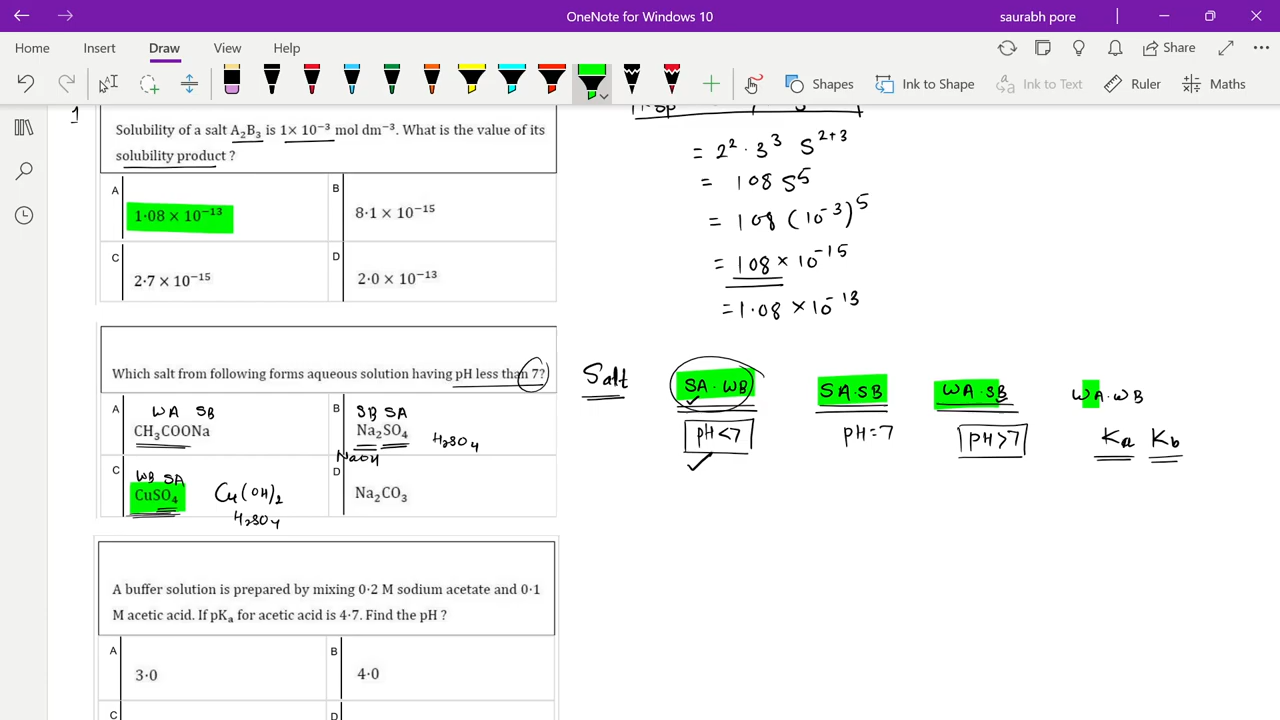 OneNote for Windows 10
saurabh pore
Home Insert Draw View Help
Share
Shapes
Ink to Shape
Ink to Text
Ruler
Maths
1
Solubility of a salt A₂B₃ is 1× 10⁻³ mol dm⁻³. What is the value of its
solubility product ?
A
1·08 × 10⁻¹³
B
8·1 × 10⁻¹⁵
C
2·7 × 10⁻¹⁵
D
2·0 × 10⁻¹³
= 2² · 3³ S²⁺³
= 108 S⁵
= 108 (10⁻³)⁵
= 108 × 10⁻¹⁵
= 1.08 × 10⁻¹³
Which salt from following forms aqueous solution having pH less than 7?
A
WA SB
CH₃COONa
B
SB SA
Na₂SO₄
H₂SO₄
NaOH
C
WB SA
CuSO₄
Cu(OH)₂
H₂SO₄
D
Na₂CO₃
Salt
SA · WB
SA · SB
WA · SB
WA · WB
pH<7
pH=7
pH>7
Ka Kb
A buffer solution is prepared by mixing 0·2 M sodium acetate and 0·1
M acetic acid. If pKₐ for acetic acid is 4·7. Find the pH ?
A
3·0
B
4·0
C
D